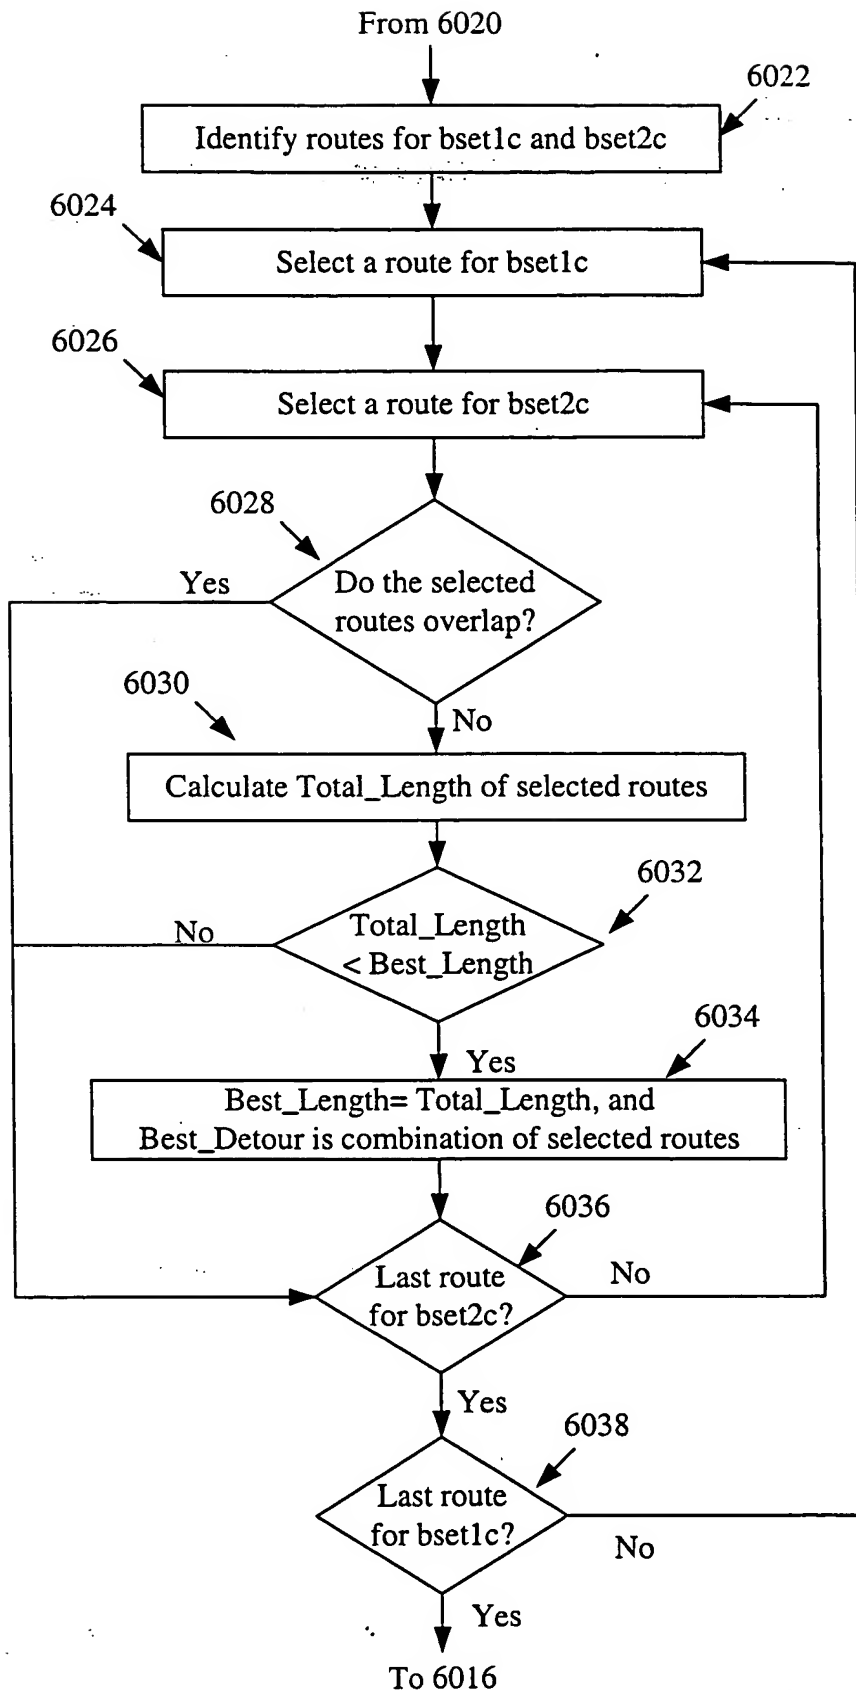 From 6020
6022
Identify routes for bset1c and bset2c
6024
Select a route for bset1c
6026
Select a route for bset2c
6028
Yes
Do the selected
routes overlap?
6030
No
Calculate Total_Length of selected routes
6032
No
Total_Length
< Best_Length
6034
Yes
Best_Length= Total_Length, and
Best_Detour is combination of selected routes
6036
Last route
for bset2c?
No
Yes
6038
Last route
for bset1c?
No
Yes
To 6016